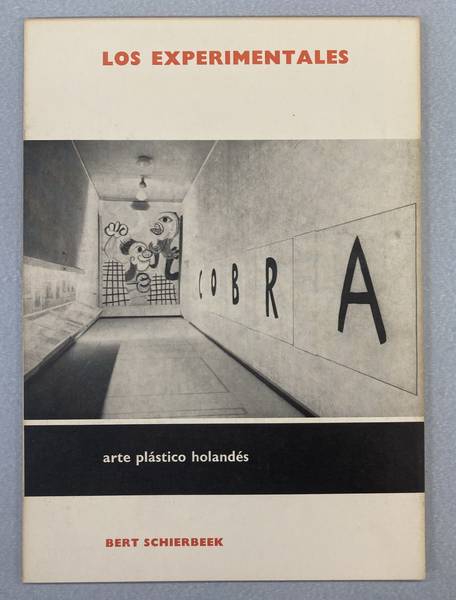 LOS EXPERIMENTALES
COBRA
arte plástico holandés
BERT SCHIERBEEK